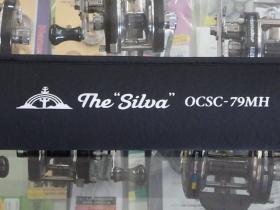 The "Silva" OCSC-79MH